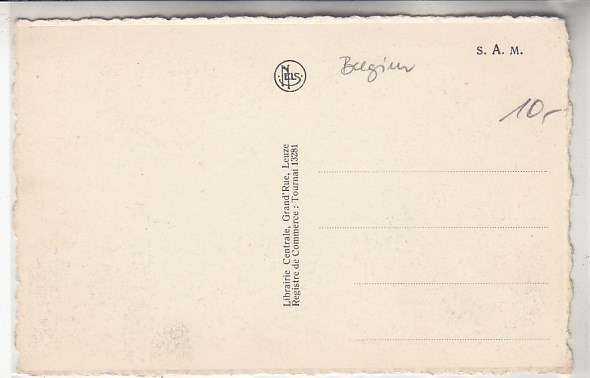 S. A. M.
NELS
Belgien
10,-
Librairie Centrale, Grand'Rue, Leuze
Registre de Commerce : Tournai 13281